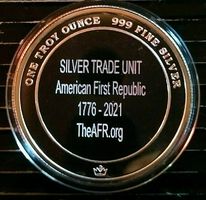 ONE TROY OUNCE 999 FINE SILVER
SILVER TRADE UNIT
American First Republic
1776 - 2021
TheAFR.org